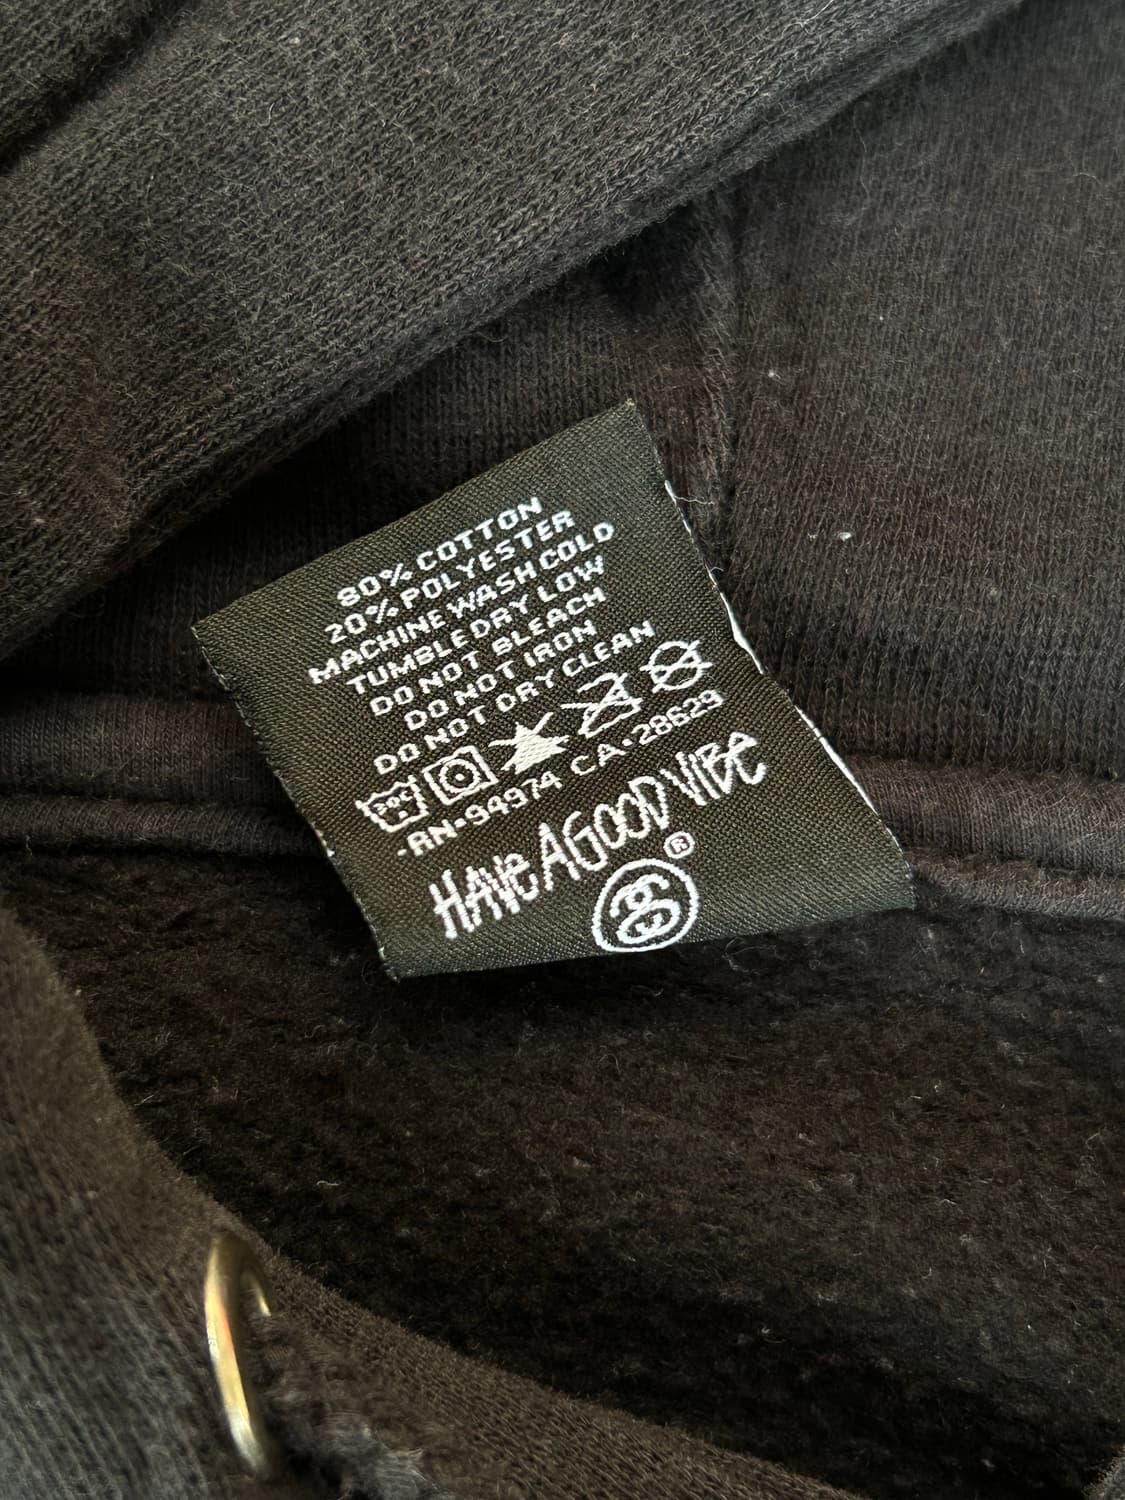 80% COTTON
20% POLYESTER
MACHINE WASH COLD
TUMBLE DRY LOW
DO NOT BLEACH
DO NOT IRON
DO NOT DRY CLEAN
RN•94974 CA•28623
HAVE A GOOD VIBE
®